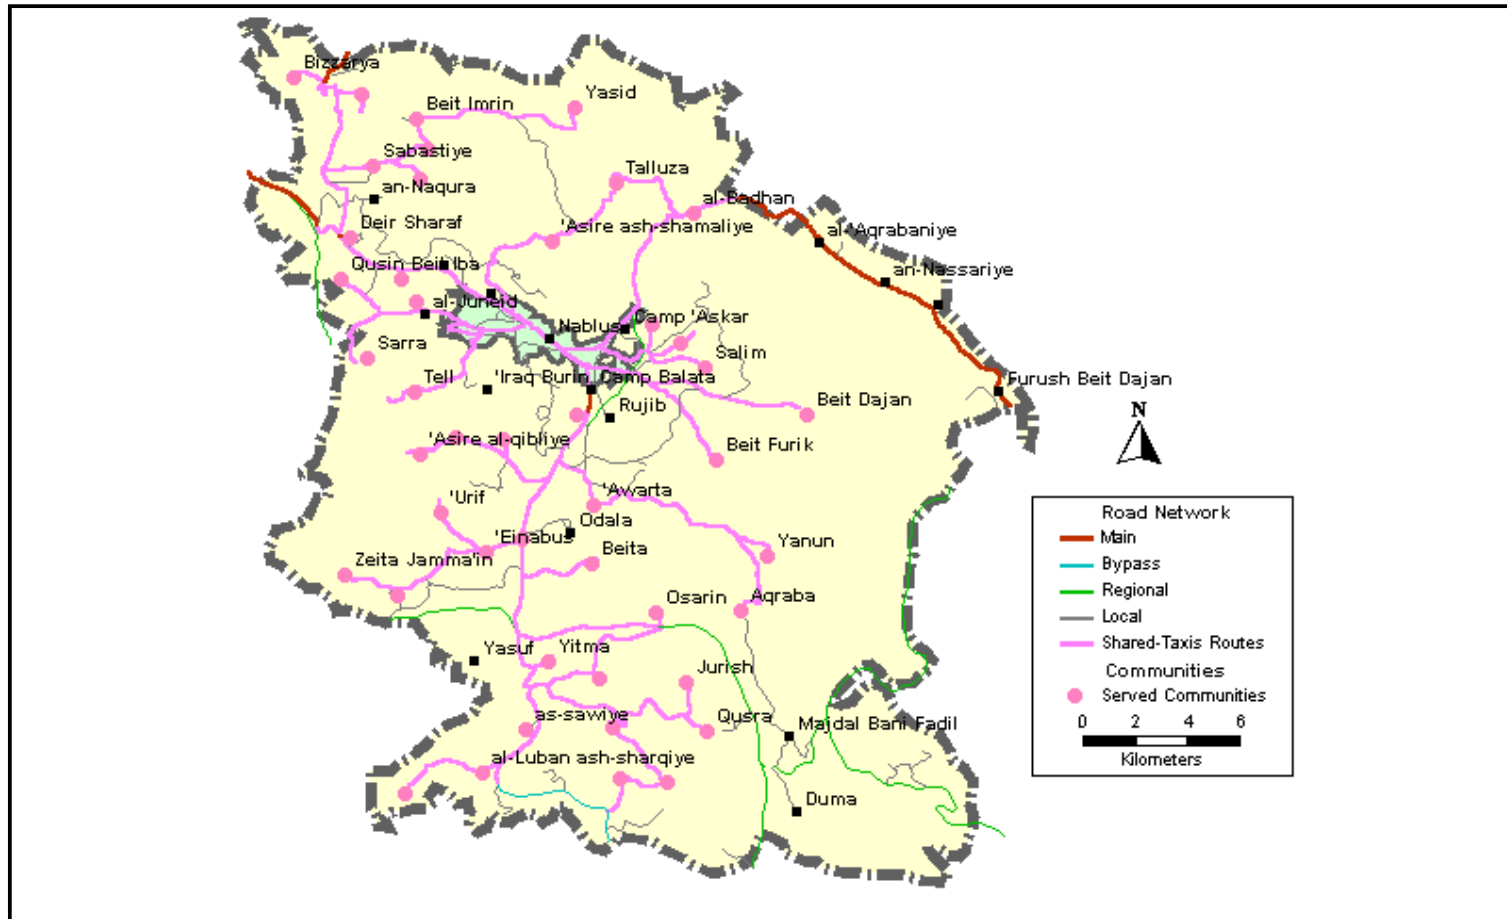 Bizzarya
Beit Imrin
Yasid
Sabastiye
Talluza
an-Naqura
al-Badhan
Deir Sharaf
'Asire ash-shamaliye
al-'Aqrabaniye
Qusin Beit Iba
an-Nassariye
al-Juneid
Nablus
Camp 'Askar
Sarra
Salim
Tell
'Iraq Burin
Camp Balata
Furush Beit Dajan
Rujib
Beit Dajan
N
'Asire al-qibliye
Beit Furik
'Urif
'Awarta
Odala
'Einabus
Beita
Yanun
Zeita Jamma'in
Osarin
Aqraba
Yasuf
Yitma
Jurish
as-sawiye
Qusra
Majdal Bani Fadil
al-Luban ash-sharqiye
Duma
Road Network
Main
Bypass
Regional
Local
Shared-Taxis Routes
Communities
Served Communities
0 2 4 6
Kilometers